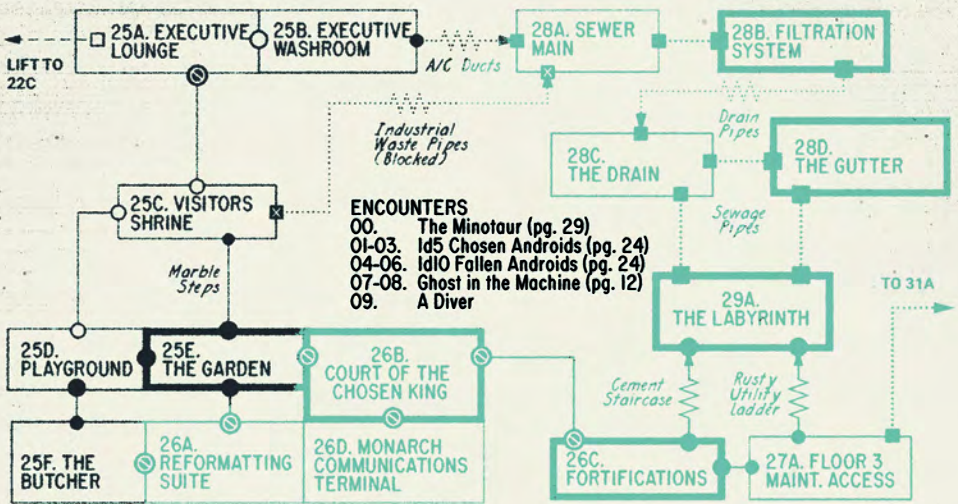 25A. EXECUTIVE
LOUNGE
25B. EXECUTIVE
WASHROOM
28A. SEWER
MAIN
28B. FILTRATION
SYSTEM
LIFT TO
22C
A/C Ducts
Industrial
Waste Pipes
(Blocked)
Drain
Pipes
28C.
THE DRAIN
28D.
THE GUTTER
25C. VISITORS
SHRINE
ENCOUNTERS
00. The Minotaur (pg. 29)
01-03. 1d5 Chosen Androids (pg. 24)
04-06. 1d10 Fallen Androids (pg. 24)
07-08. Ghost in the Machine (pg. 12)
09. A Diver
Sewage
Pipes
Marble
Steps
29A.
THE LABYRINTH
TO 31A
25D.
PLAYGROUND
25E.
THE GARDEN
26B.
COURT OF THE
CHOSEN KING
Cement
Staircase
Rusty
Utility
Ladder
25F. THE
BUTCHER
26A.
REFORMATTING
SUITE
26D. MONARCH
COMMUNICATIONS
TERMINAL
26C.
FORTIFICATIONS
27A. FLOOR 3
MAINT. ACCESS